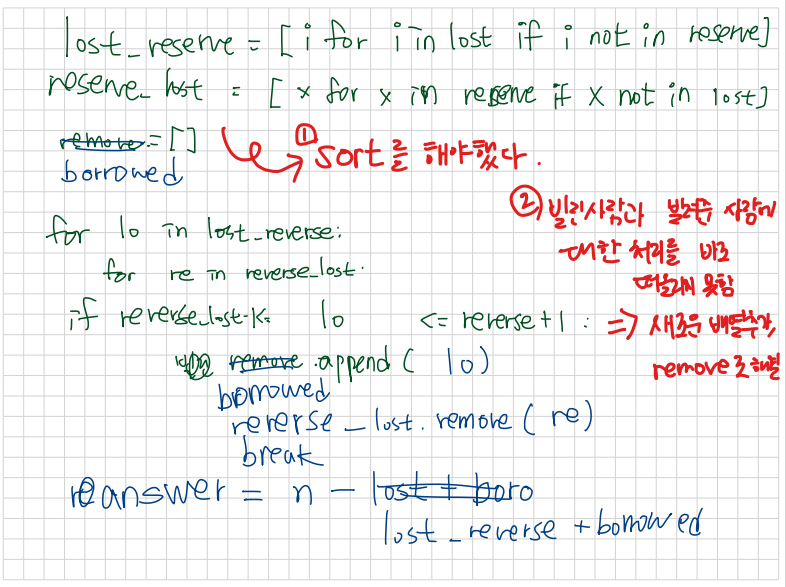 lost_reserve = [ i for i in lost if i not in reserve]
reserve_lost = [ x for x in reserve if x not in lost]
remove = []
borrowed
① sort를 해야했다.
② 빌린사람과 빌려준 사람에
대한 처리를 바로
떠올리지 못함
for lo in lost_reverse:
for re in reverse_lost.
if reverse_lost-1<= lo <= reverse+1 :
=> 새로운 배열추가,
remove로 해결
remove.append( lo)
borrowed
rererse_lost.remove( re)
break
answer = n - lost + boro
lost_reverse + borrowed